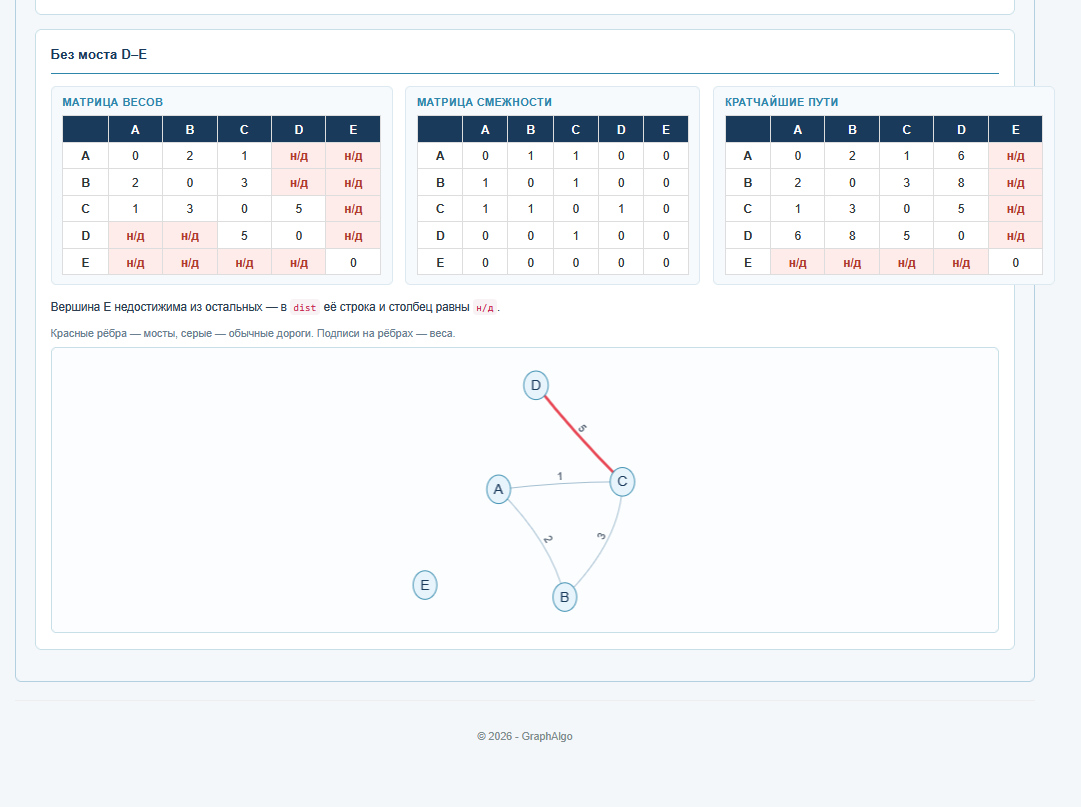 Без моста D–E
МАТРИЦА ВЕСОВ
A B C D E
A 0 2 1 н/д н/д
B 2 0 3 н/д н/д
C 1 3 0 5 н/д
D н/д н/д 5 0 н/д
E н/д н/д н/д н/д 0
МАТРИЦА СМЕЖНОСТИ
A B C D E
A 0 1 1 0 0
B 1 0 1 0 0
C 1 1 0 1 0
D 0 0 1 0 0
E 0 0 0 0 0
КРАТЧАЙШИЕ ПУТИ
A B C D E
A 0 2 1 6 н/д
B 2 0 3 8 н/д
C 1 3 0 5 н/д
D 6 8 5 0 н/д
E н/д н/д н/д н/д 0
Вершина E недостижима из остальных — в dist её строка и столбец равны н/д.
Красные рёбра — мосты, серые — обычные дороги. Подписи на рёбрах — веса.
D
5
1
A
C
2
3
E
B
© 2026 - GraphAlgo